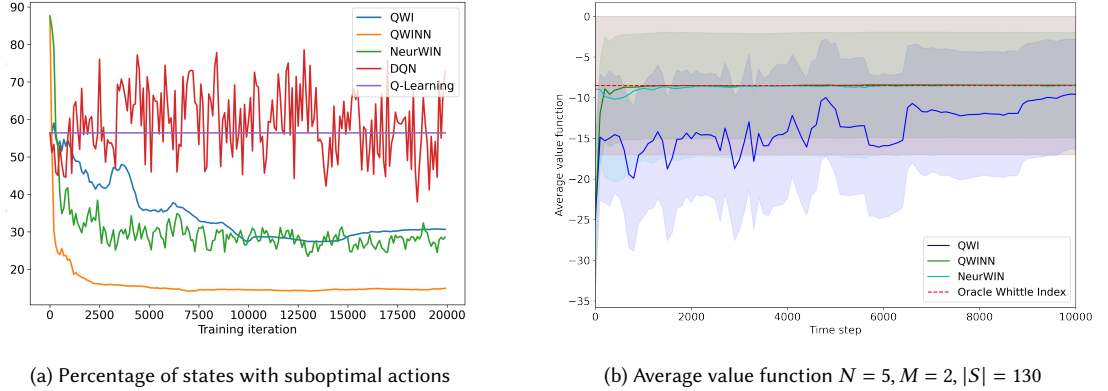 90
80
70
60
50
40
30
20
0
2500
5000
7500
10000
12500
15000
17500
20000
Training iteration
QWI
QWINN
NeurWIN
DQN
Q-Learning
(a) Percentage of states with suboptimal actions
Average value function
0
−5
−10
−15
−20
−25
−30
−35
0
2000
4000
6000
8000
10000
Time step
QWI
QWINN
NeurWIN
Oracle Whittle Index
(b) Average value function N = 5, M = 2, |S| = 130